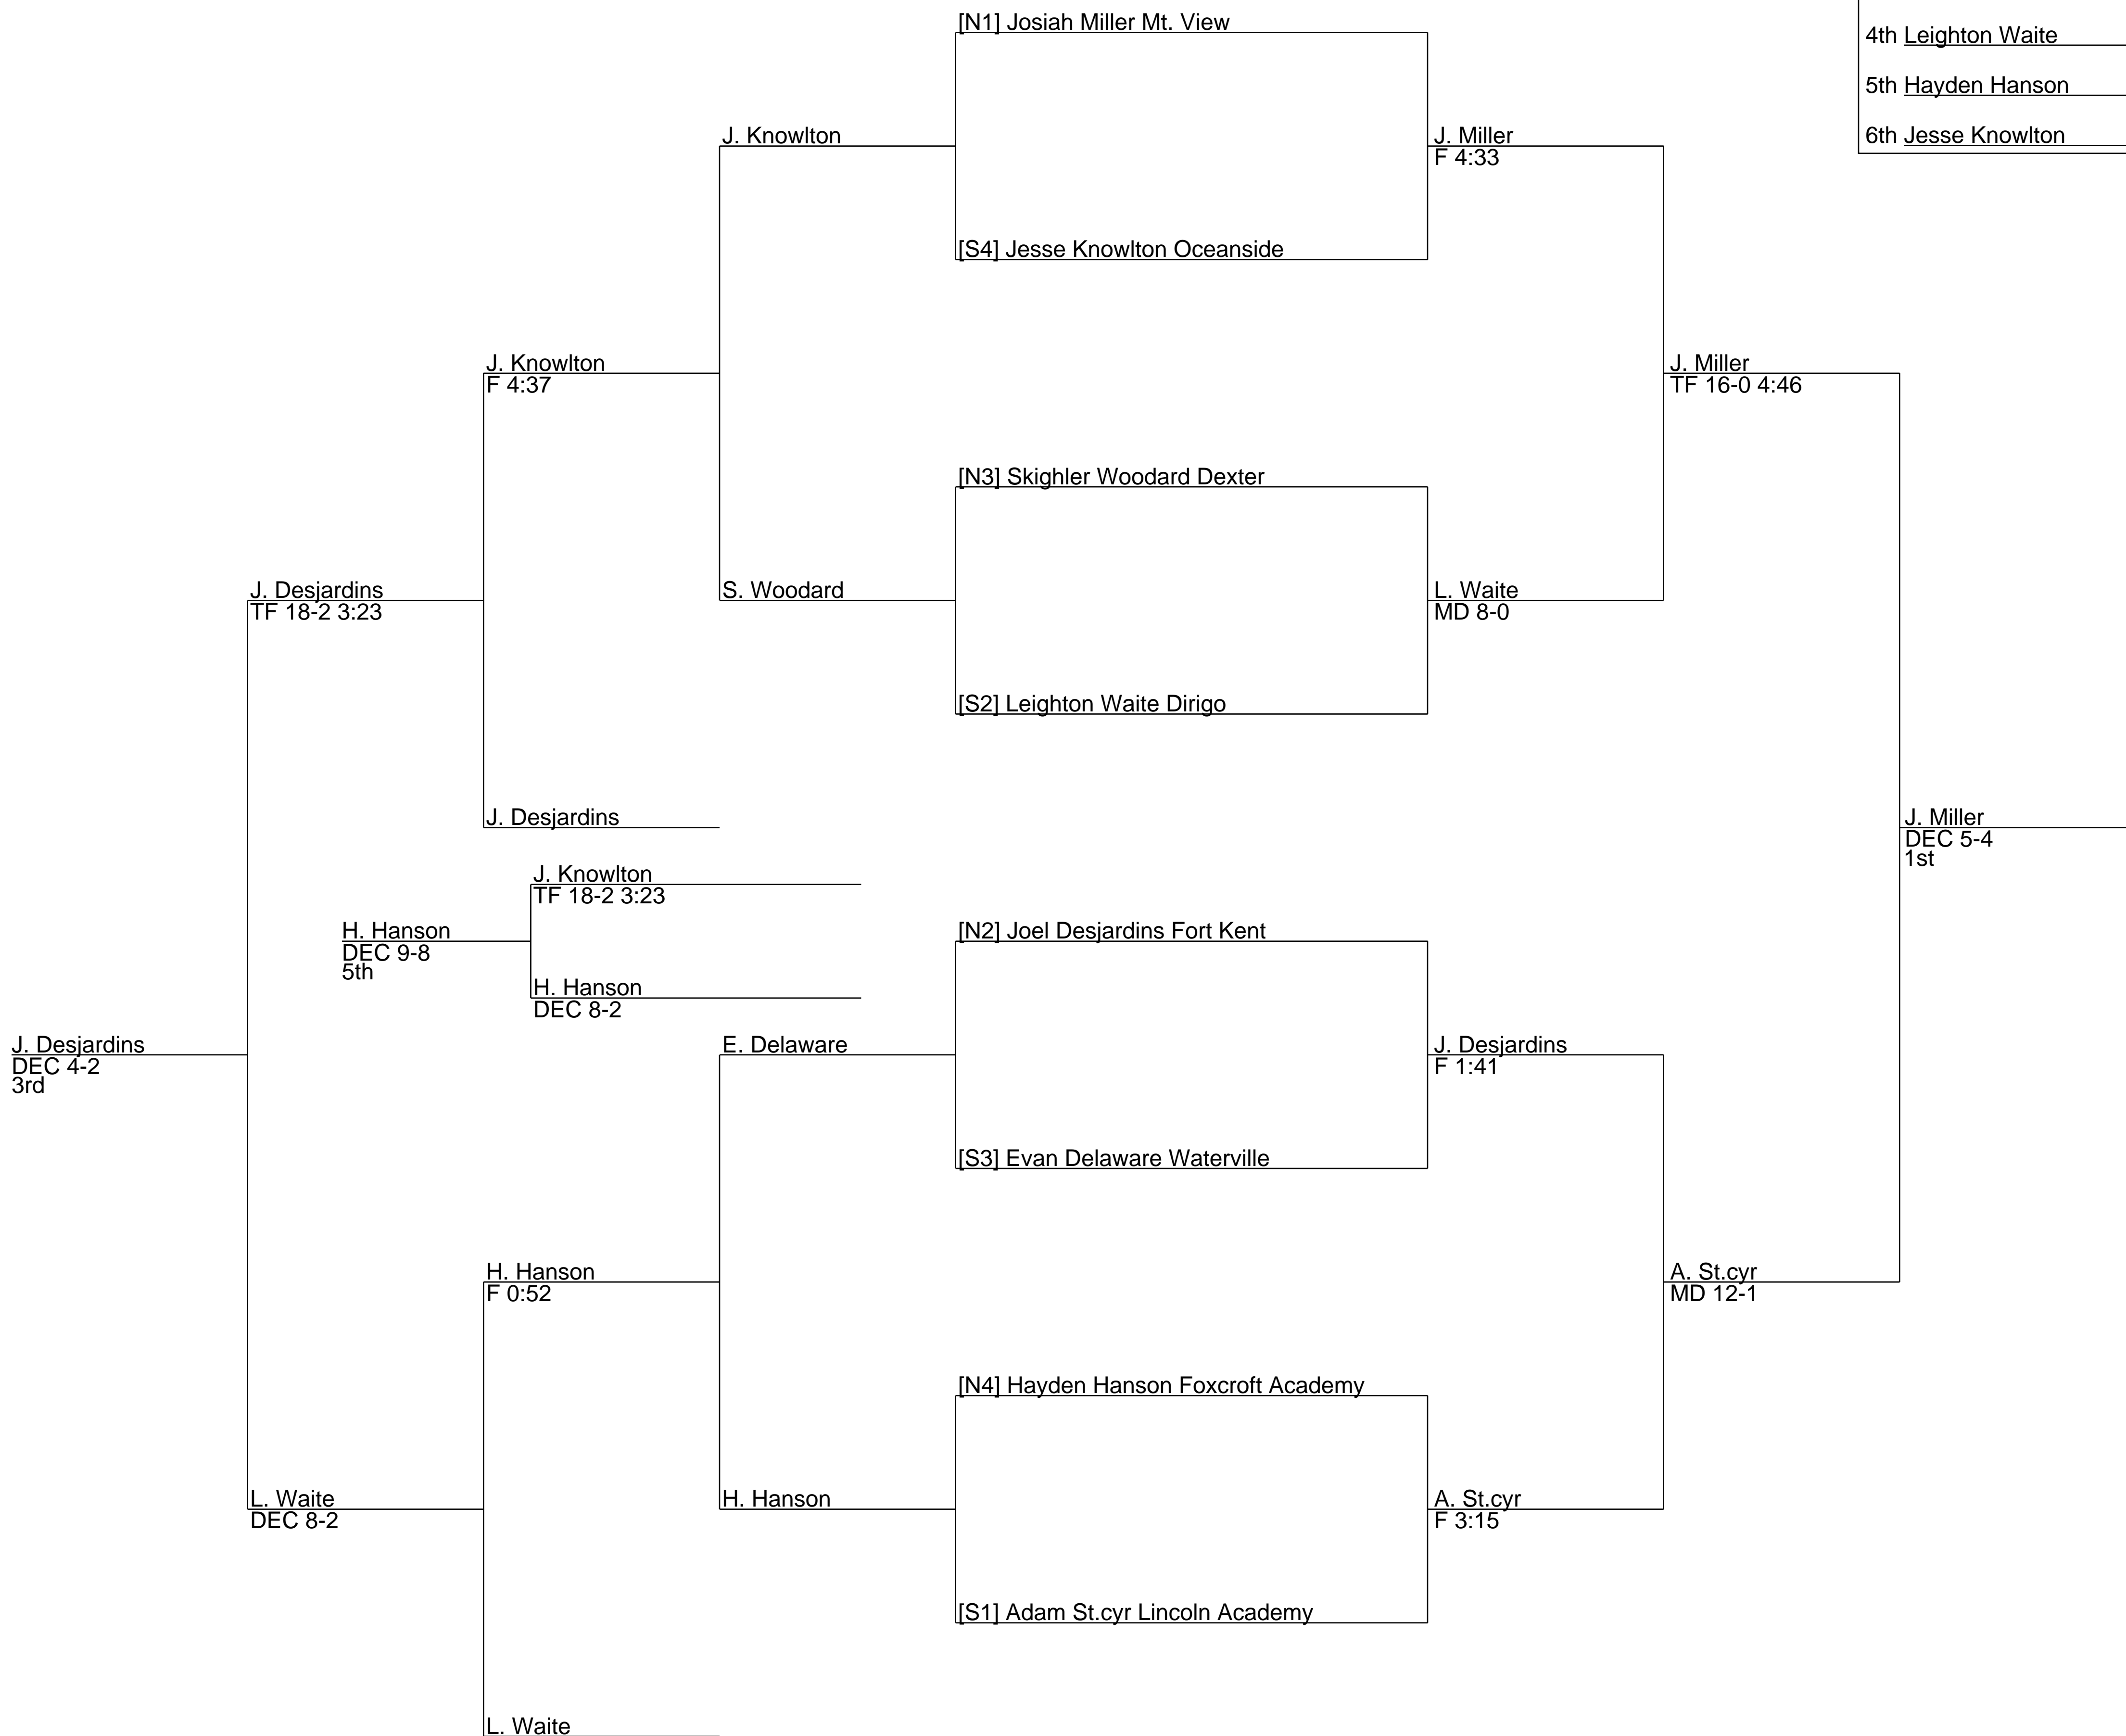 [N1] Josiah Miller Mt. View
4th Leighton Waite
5th Hayden Hanson
6th Jesse Knowlton
J. Knowlton
J. Miller
F 4:33
[S4] Jesse Knowlton Oceanside
J. Knowlton
F 4:37
J. Miller
TF 16-0 4:46
[N3] Skighler Woodard Dexter
J. Desjardins
TF 18-2 3:23
S. Woodard
L. Waite
MD 8-0
[S2] Leighton Waite Dirigo
J. Desjardins
J. Miller
DEC 5-4
1st
J. Knowlton
TF 18-2 3:23
H. Hanson
DEC 9-8
5th
[N2] Joel Desjardins Fort Kent
H. Hanson
DEC 8-2
J. Desjardins
DEC 4-2
3rd
E. Delaware
J. Desjardins
F 1:41
[S3] Evan Delaware Waterville
H. Hanson
F 0:52
A. St.cyr
MD 12-1
[N4] Hayden Hanson Foxcroft Academy
L. Waite
DEC 8-2
H. Hanson
A. St.cyr
F 3:15
[S1] Adam St.cyr Lincoln Academy
L. Waite